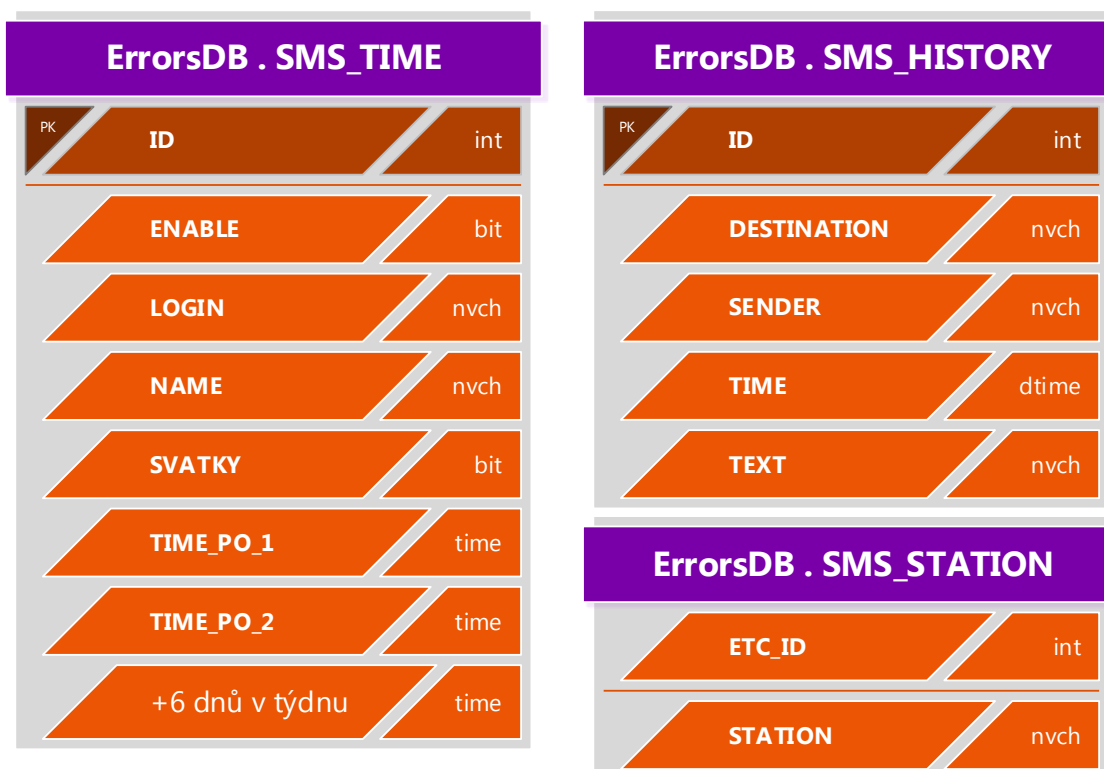 ErrorsDB . SMS_TIME
PK ID int
ENABLE bit
LOGIN nvch
NAME nvch
SVATKY bit
TIME_PO_1 time
TIME_PO_2 time
+6 dnů v týdnu time
ErrorsDB . SMS_HISTORY
PK ID int
DESTINATION nvch
SENDER nvch
TIME dtime
TEXT nvch
ErrorsDB . SMS_STATION
ETC_ID int
STATION nvch